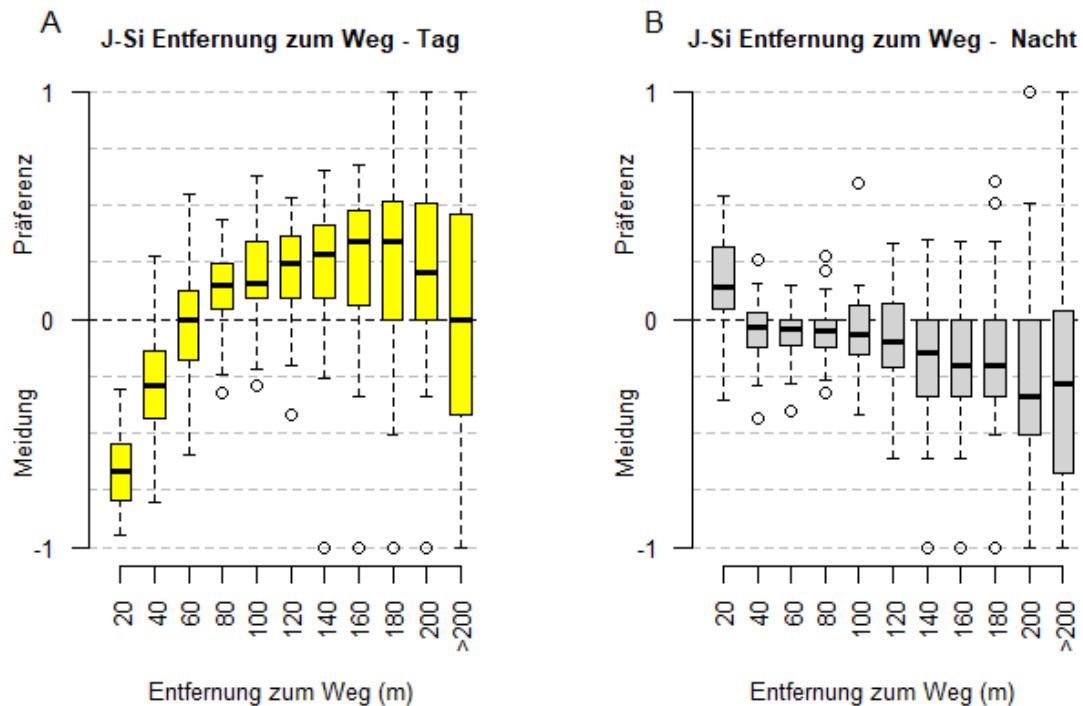 A
J-Si Entfernung zum Weg - Tag
1
0
-1
Präferenz
Meidung
20
40
60
80
100
120
140
160
180
200
>200
Entfernung zum Weg (m)
B
J-Si Entfernung zum Weg -  Nacht
1
0
-1
Präferenz
Meidung
20
40
60
80
100
120
140
160
180
200
>200
Entfernung zum Weg (m)